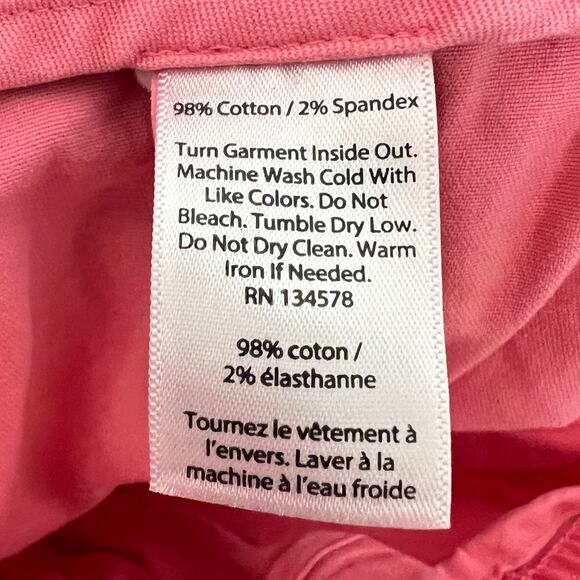 98% Cotton / 2% Spandex
Turn Garment Inside Out.
Machine Wash Cold With
Like Colors. Do Not
Bleach. Tumble Dry Low.
Do Not Dry Clean. Warm
Iron If Needed.
RN 134578
98% coton /
2% élasthanne
Tournez le vêtement à
l'envers. Laver à la
machine à l'eau froide